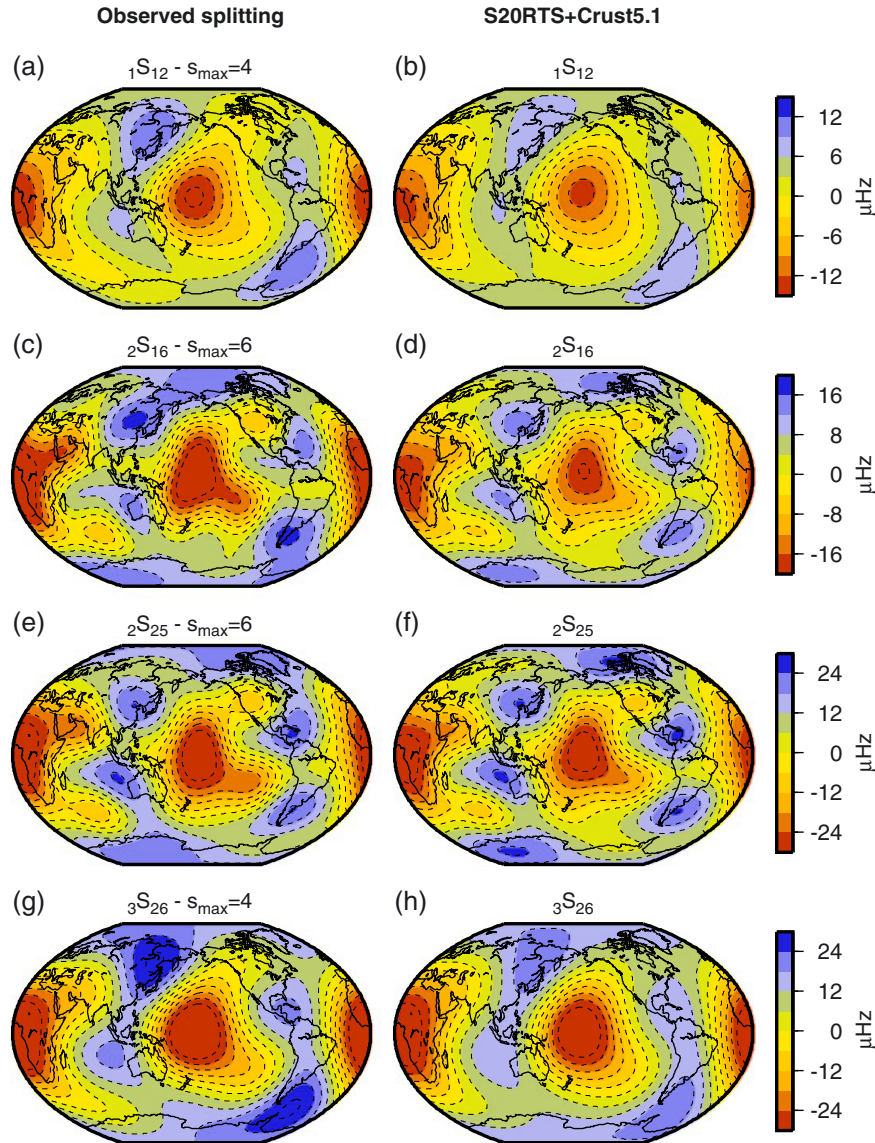 Observed splitting S20RTS+Crust5.1
(a) ₁S₁₂ - sₘₐₓ=4 (b) ₁S₁₂
12
6
0
-6
-12
µHz
(c) ₂S₁₆ - sₘₐₓ=6 (d) ₂S₁₆
16
8
0
-8
-16
µHz
(e) ₂S₂₅ - sₘₐₓ=6 (f) ₂S₂₅
24
12
0
-12
-24
µHz
(g) ₃S₂₆ - sₘₐₓ=4 (h) ₃S₂₆
24
12
0
-12
-24
µHz